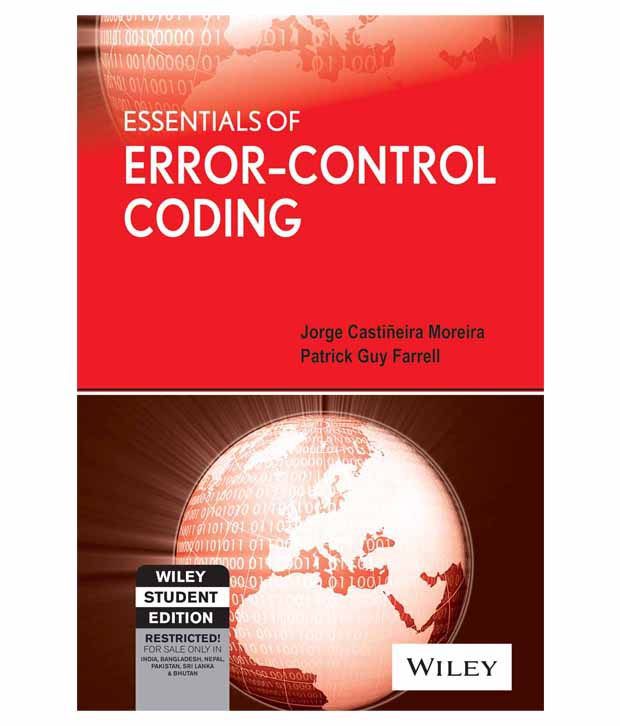 ESSENTIALS OF
ERROR-CONTROL
CODING
Jorge Castiñeira Moreira
Patrick Guy Farrell
WILEY
STUDENT
EDITION
RESTRICTED!
FOR SALE ONLY IN
INDIA, BANGLADESH, NEPAL,
PAKISTAN, SRI LANKA
& BHUTAN
WILEY